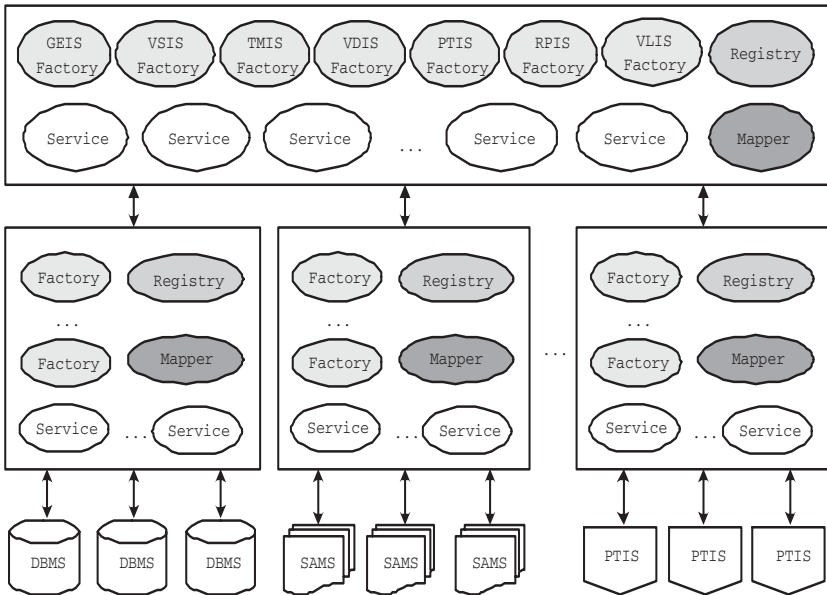 GEIS Factory
VSIS Factory
TMIS Factory
VDIS Factory
PTIS Factory
RPIS Factory
VLIS Factory
Registry
Service
Service
Service
...
Service
Service
Mapper
Factory
Registry
...
Factory
Mapper
Service
...
Service
Factory
Registry
...
Factory
Mapper
Service
...
Service
...
Factory
Registry
...
Factory
Mapper
Service
...
Service
DBMS
DBMS
DBMS
SAMS
SAMS
SAMS
PTIS
PTIS
PTIS